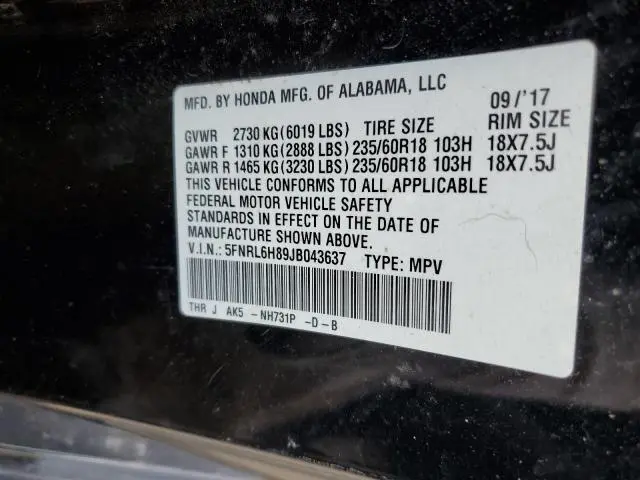 MFD. BY HONDA MFG. OF ALABAMA, LLC 09/'17
GVWR 2730 KG(6019 LBS) TIRE SIZE RIM SIZE
GAWR F 1310 KG(2888 LBS)235/60R18 103H 18X7.5J
GAWR R 1465 KG(3230 LBS)235/60R18 103H 18X7.5J
THIS VEHICLE CONFORMS TO ALL APPLICABLE
FEDERAL MOTOR VEHICLE SAFETY
STANDARDS IN EFFECT ON THE DATE OF
MANUFACTURE SHOWN ABOVE.
V.I.N.: 5FNRL6H89JB043637 TYPE: MPV
THR J AK5 -NH731P -D-B